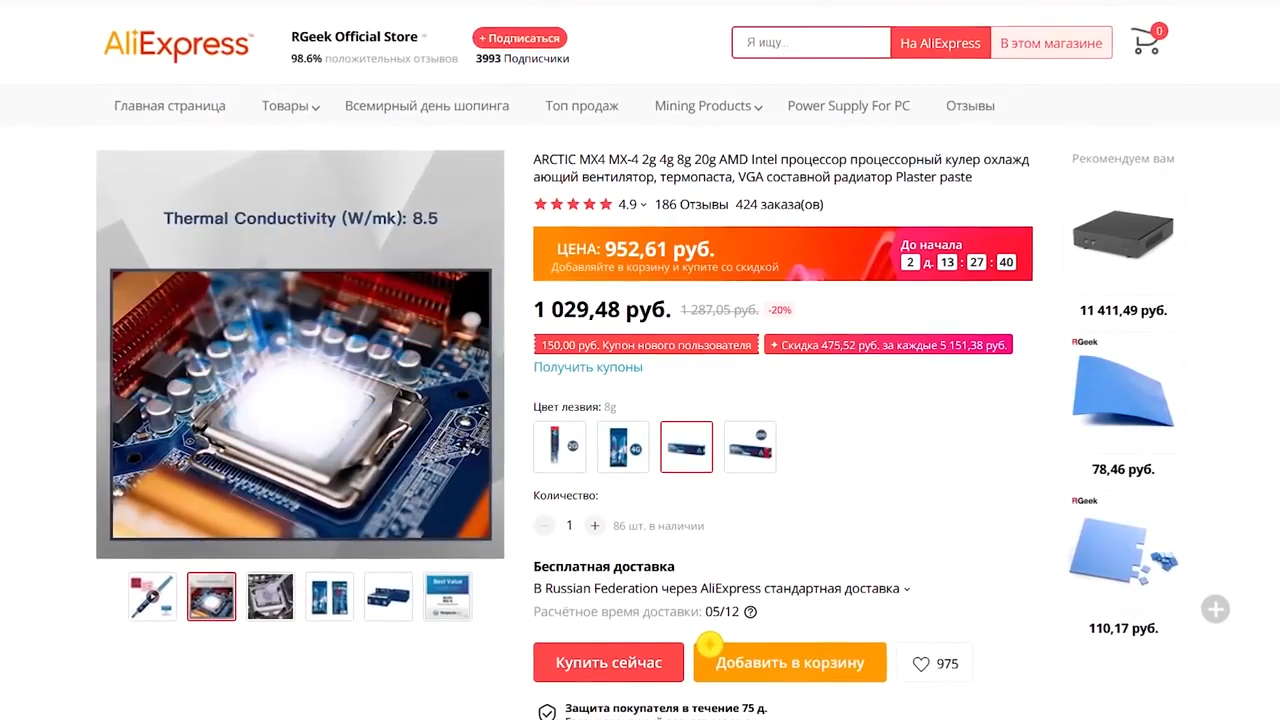 AliExpress
RGeek Official Store
98.6% положительных отзывов
+ Подписаться
3993 Подписчики
Я ищу...
На AliExpress
В этом магазине
0
Главная страница
Товары
Всемирный день шопинга
Топ продаж
Mining Products
Power Supply For PC
Отзывы
Thermal Conductivity (W/mk): 8.5
ARCTIC MX4 MX-4 2g 4g 8g 20g AMD Intel процессор процессорный кулер охлажд
ающий вентилятор, термопаста, VGA составной радиатор Plaster paste
4.9
186 Отзывы
424 заказа(ов)
ЦЕНА: 952,61 руб.
Добавляйте в корзину и купите со скидкой
До начала
2 д. 13 : 27 : 40
1 029,48 руб. 1 287,05 руб. -20%
150,00 руб. Купон нового пользователя
+ Скидка 475,52 руб. за каждые 5 151,38 руб.
Получить купоны
Цвет лезвия: 8g
2G
4G
Количество:
− 1 + 86 шт. в наличии
Бесплатная доставка
В Russian Federation через AliExpress стандартная доставка
Расчётное время доставки: 05/12
Купить сейчас
Добавить в корзину
975
Защита покупателя в течение 75 д.
Best Value
Рекомендуем вам
11 411,49 руб.
RGeek
78,46 руб.
RGeek
110,17 руб.